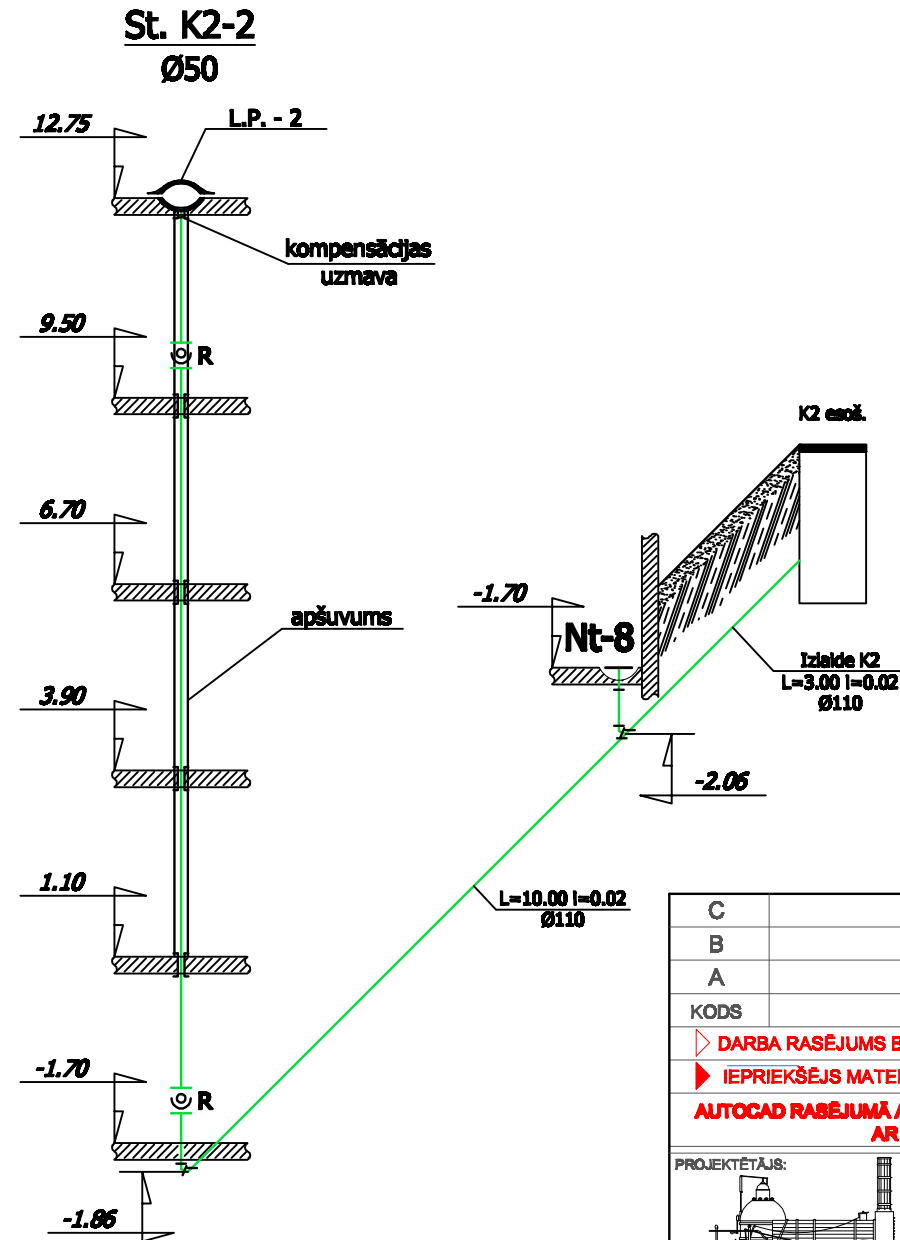 St. K2-2
Ø50
12.75
L.P. - 2
kompensācijas
uzmava
9.50
R
K2 esoš.
6.70
-1.70
apšuvums
Nt-8
Izlaide K2
L=3.00 i=0.02
Ø110
3.90
-2.06
1.10
L=10.00 i=0.02
Ø110
C
B
A
KODS
-1.70
R
DARBA RASĒJUMS B
IEPRIEKŠĒJS MATE
AUTOCAD RASĒJUMĀ A
AR
PROJEKTĒTĀJS:
-1.86